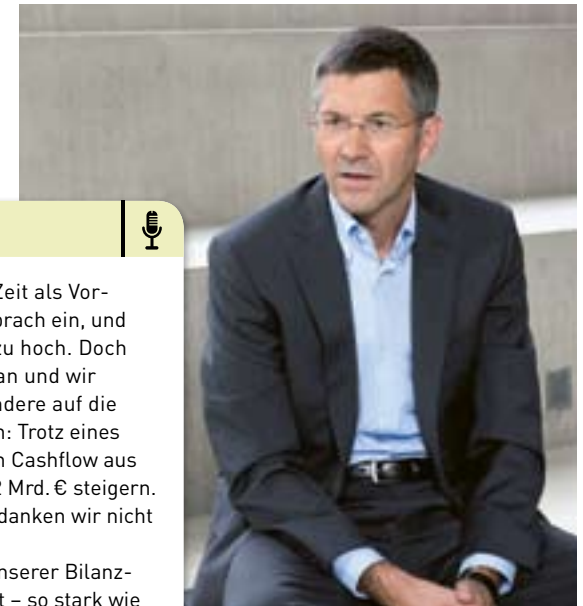 Zeit als Vor-
prach ein, und
zu hoch. Doch
an und wir
ndere auf die
n: Trotz eines
n Cashflow aus
2 Mrd. € steigern.
danken wir nicht
nserer Bilanz-
t – so stark wie